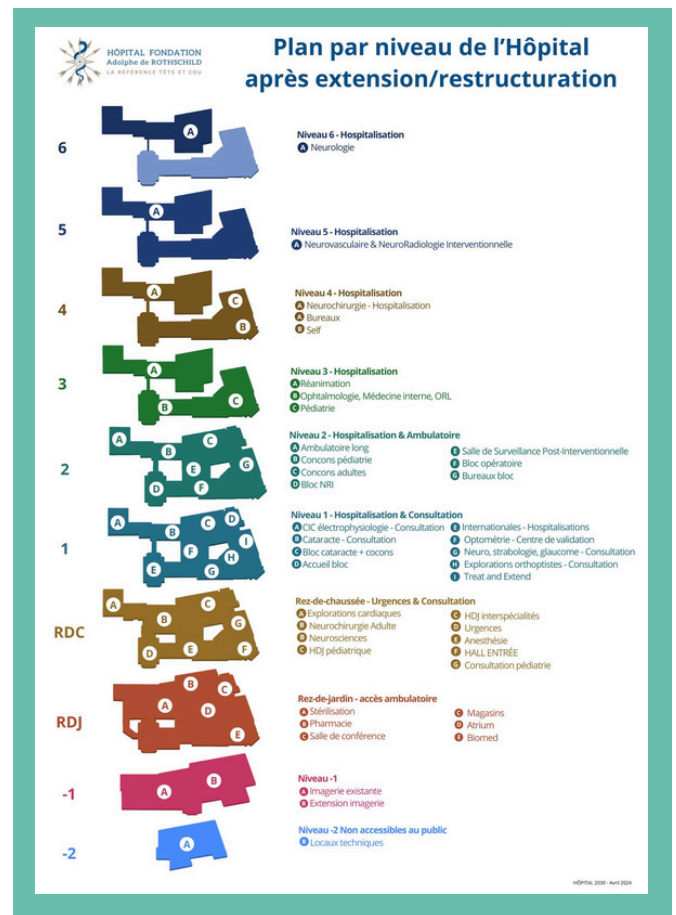 HÔPITAL FONDATION
Adolphe de ROTHSCHILD
LA RÉFÉRENCE TÊTE ET COU
Plan par niveau de l'Hôpital
après extension/restructuration
6
A
Niveau 6 - Hospitalisation
A Neurologie
5
A
Niveau 5 - Hospitalisation
A Neurovasculaire & NeuroRadiologie Interventionnelle
4
A
C
B
Niveau 4 - Hospitalisation
A Neurochirurgie - Hospitalisation
A Bureaux
B Self
3
A
B
C
Niveau 3 - Hospitalisation
A Réanimation
B Ophtalmologie, Médecine interne, ORL
C Pédiatrie
2
A
B
C
D
E
F
G
Niveau 2 - Hospitalisation & Ambulatoire
A Ambulatoire long
B Concons pédiatrie
C Concons adultes
D Bloc NRI
E Salle de Surveillance Post-Interventionnelle
F Bloc opératoire
G Bureaux bloc
1
A
B
C
D
E
F
G
H
I
Niveau 1 - Hospitalisation & Consultation
A CIC électrophysiologie - Consultation
B Cataracte - Consultation
C Bloc cataracte + cocons
D Accueil bloc
E Internationales - Hospitalisations
F Optométrie - Centre de validation
G Neuro, strabologie, glaucome - Consultation
H Explorations orthoptistes - Consultation
I Treat and Extend
RDC
A
B
C
D
E
F
G
Rez-de-chaussée - Urgences & Consultation
A Explorations cardiaques
B Neurochirurgie Adulte
B Neurosciences
C HDJ pédiatrique
C HDJ interspécialités
D Urgences
E Anesthésie
F HALL ENTRÉE
G Consultation pédiatrie
RDJ
A
B
C
D
E
Rez-de-jardin - accès ambulatoire
A Stérilisation
B Pharmacie
C Salle de conférence
C Magasins
D Atrium
E Biomed
-1
A
B
Niveau -1
A Imagerie existante
B Extension imagerie
-2
A
Niveau -2 Non accessibles au public
B Locaux techniques
HÔPITAL 2030 - Avril 2024